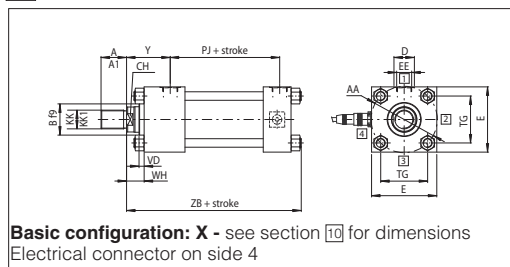 A
Y
PJ + stroke
A1
CH
D
EE
1
AA
B f9
KK
KK1
2
TG
E
4
3
VD
WH
TG
ZB + stroke
E
Basic configuration: X - see section 10 for dimensions
Electrical connector on side 4